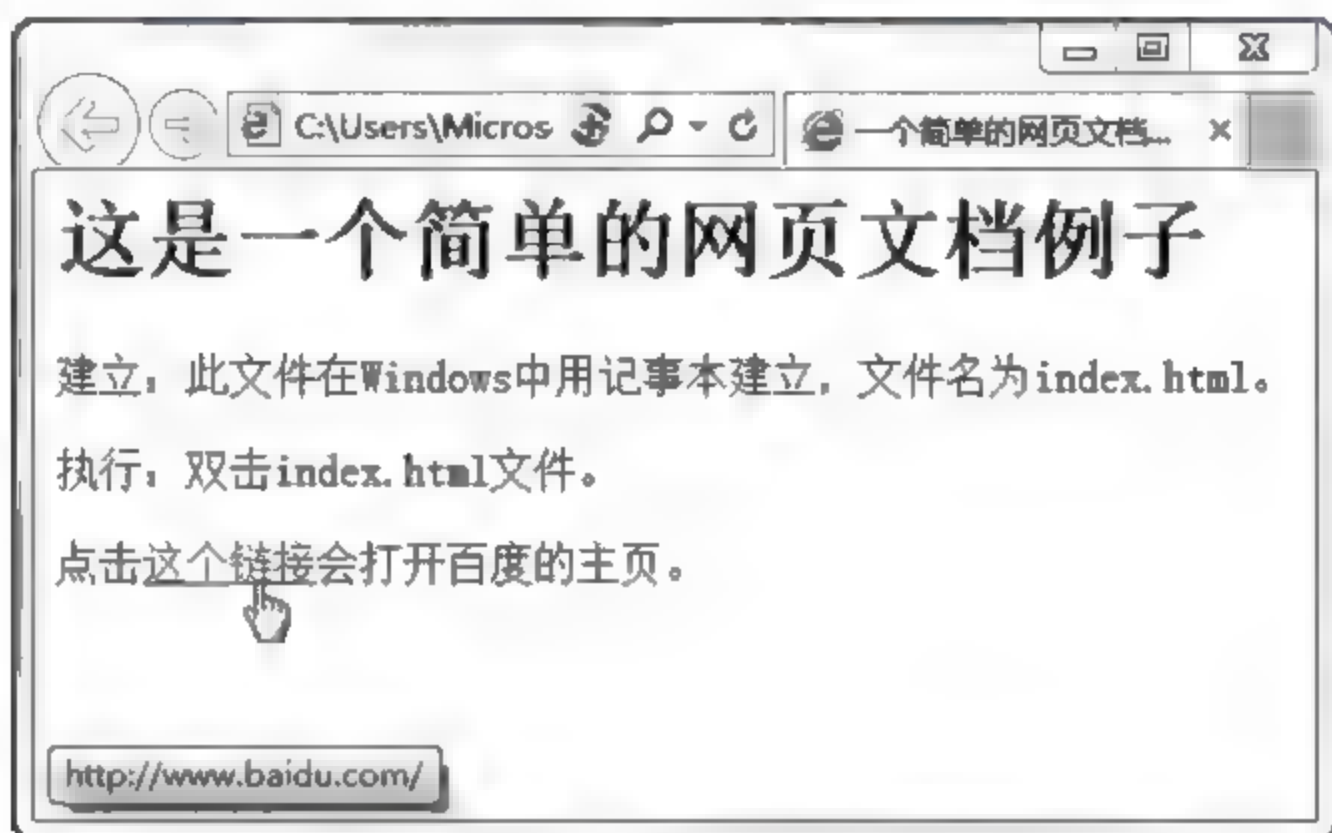 C:\Users\Micros
一个简单的网页文档...
这是一个简单的网页文档例子
建立：此文件在Windows中用记事本建立，文件名为index.html。
执行：双击index.html文件。
点击这个链接会打开百度的主页。
http://www.baidu.com/